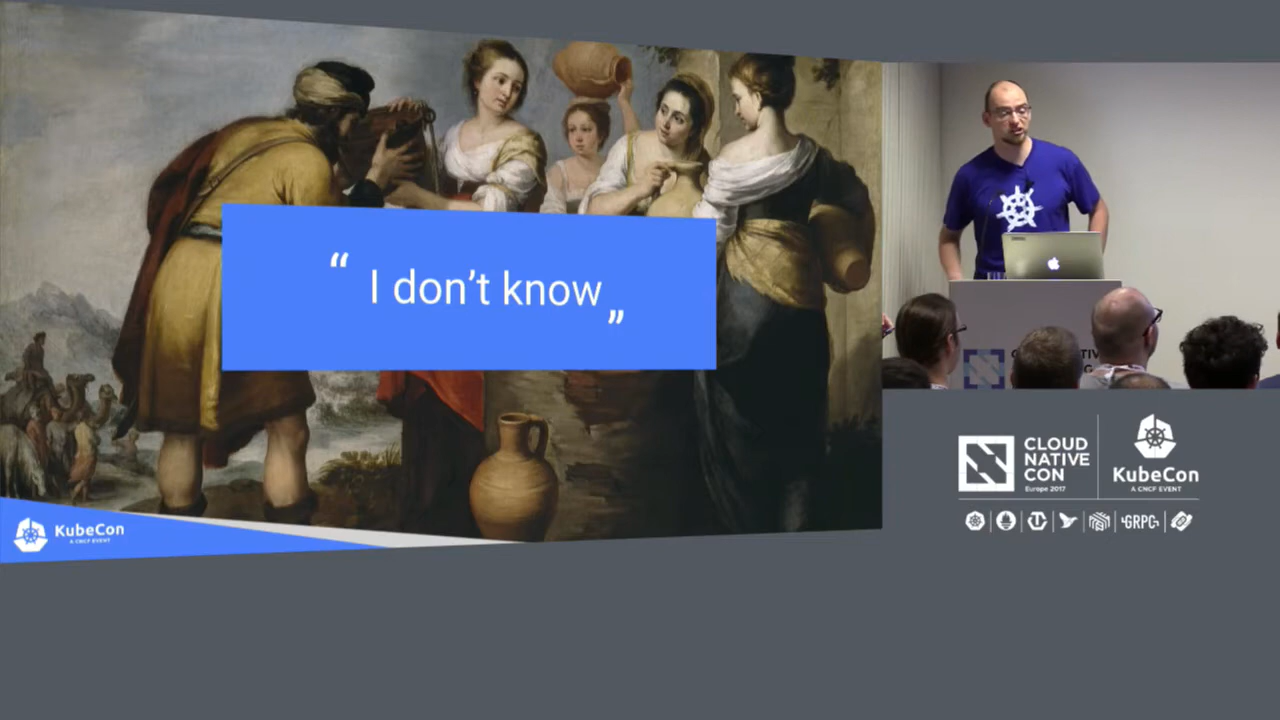 “ I don’t know ”
KubeCon
A CNCF EVENT
CLOUD
NATIVE
CON
Europe 2017
KubeCon
A CNCF EVENT
GRPC